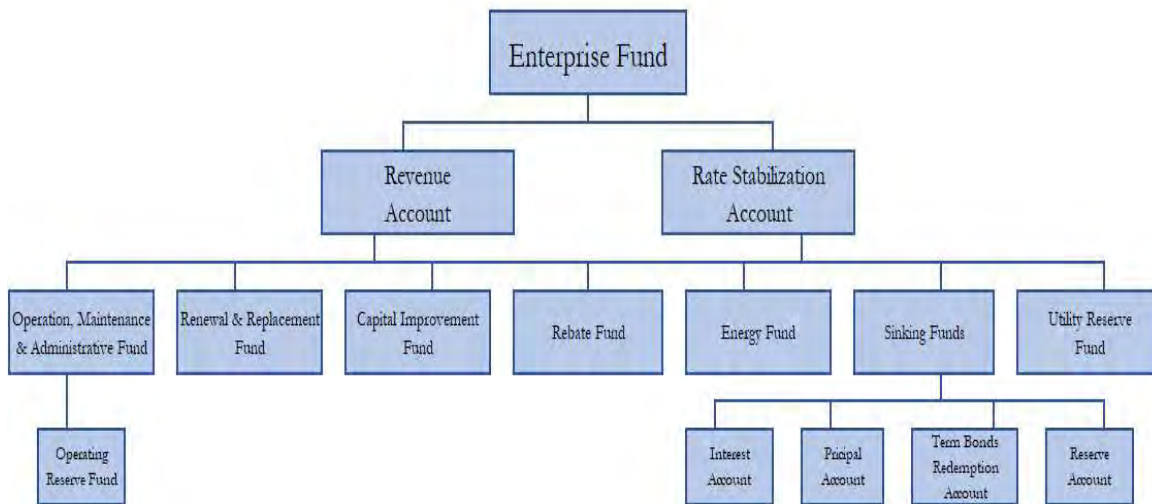 Enterprise Fund
Revenue
Account
Rate Stabilization
Account
Operation, Maintenance
& Administrative Fund
Renewal & Replacement
Fund
Capital Improvement
Fund
Rebate Fund
Energy Fund
Sinking Funds
Utility Reserve
Fund
Operating
Reserve Fund
Interest
Account
Pricipal
Account
Term Bonds
Redemption
Account
Reserve
Account